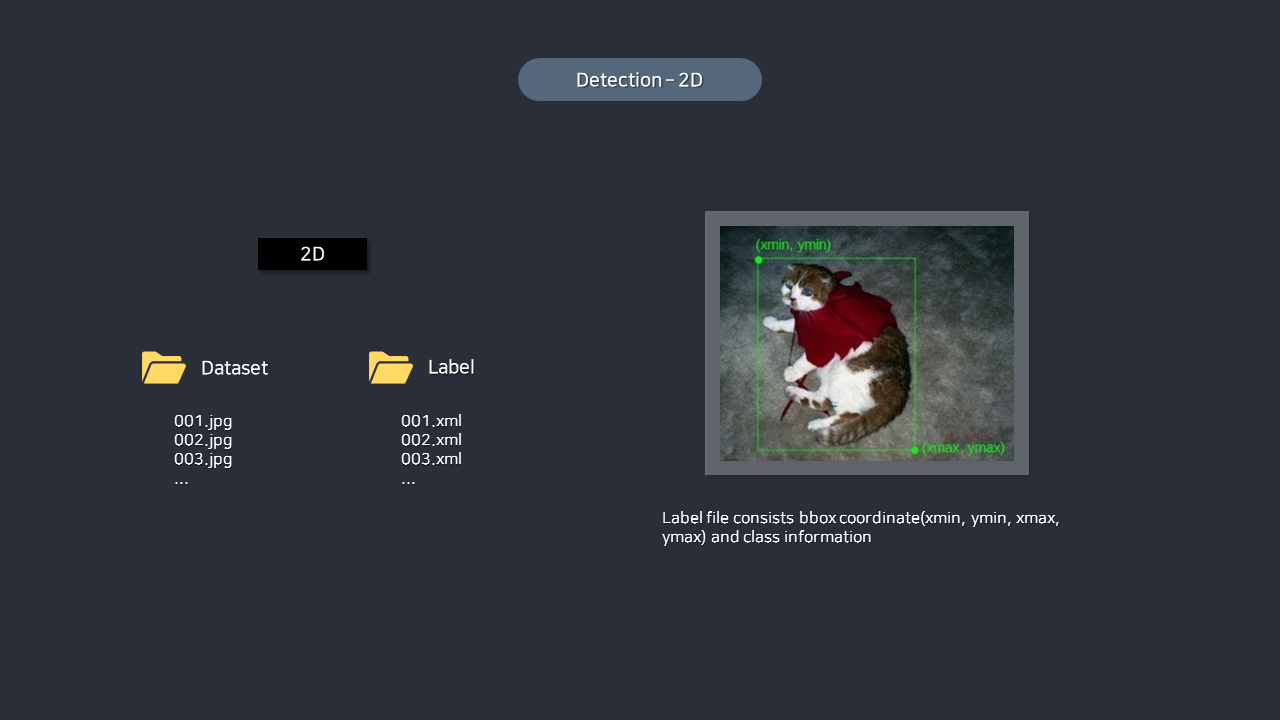 Detection – 2D
2D
Dataset
001.jpg
002.jpg
003.jpg
...
Label
001.xml
002.xml
003.xml
...
(xmin, ymin)
(xmax, ymax)
Label file consists bbox coordinate(xmin, ymin, xmax,
ymax) and class information